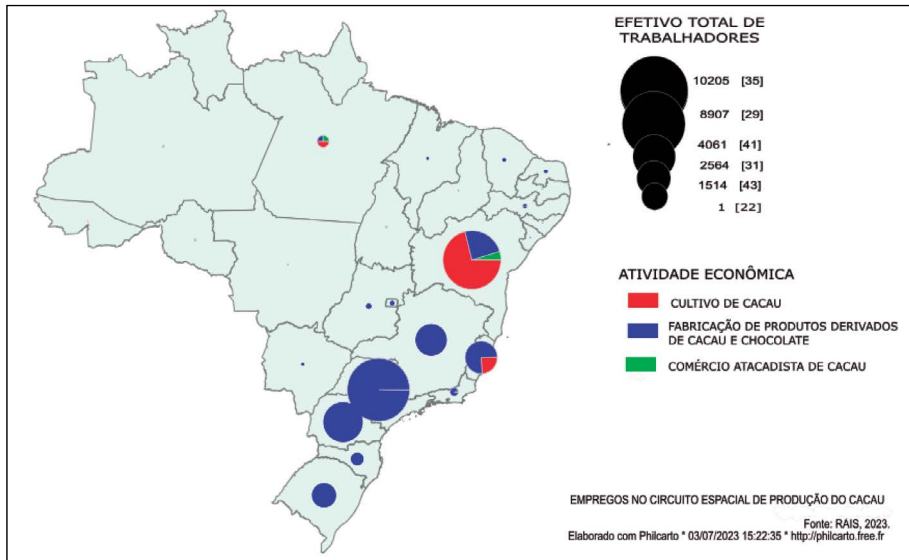 EFETIVO TOTAL DE
TRABALHADORES
10205 [35]
8907 [29]
4061 [41]
2564 [31]
1514 [43]
1 [22]
ATIVIDADE ECONÔMICA
CULTIVO DE CACAU
FABRICAÇÃO DE PRODUTOS DERIVADOS
DE CACAU E CHOCOLATE
COMÉRCIO ATACADISTA DE CACAU
EMPREGOS NO CIRCUITO ESPACIAL DE PRODUÇÃO DO CACAU
Fonte: RAIS, 2023.
Elaborado com Philcarto * 03/07/2023 15:22:35 * http://philcarto.free.fr